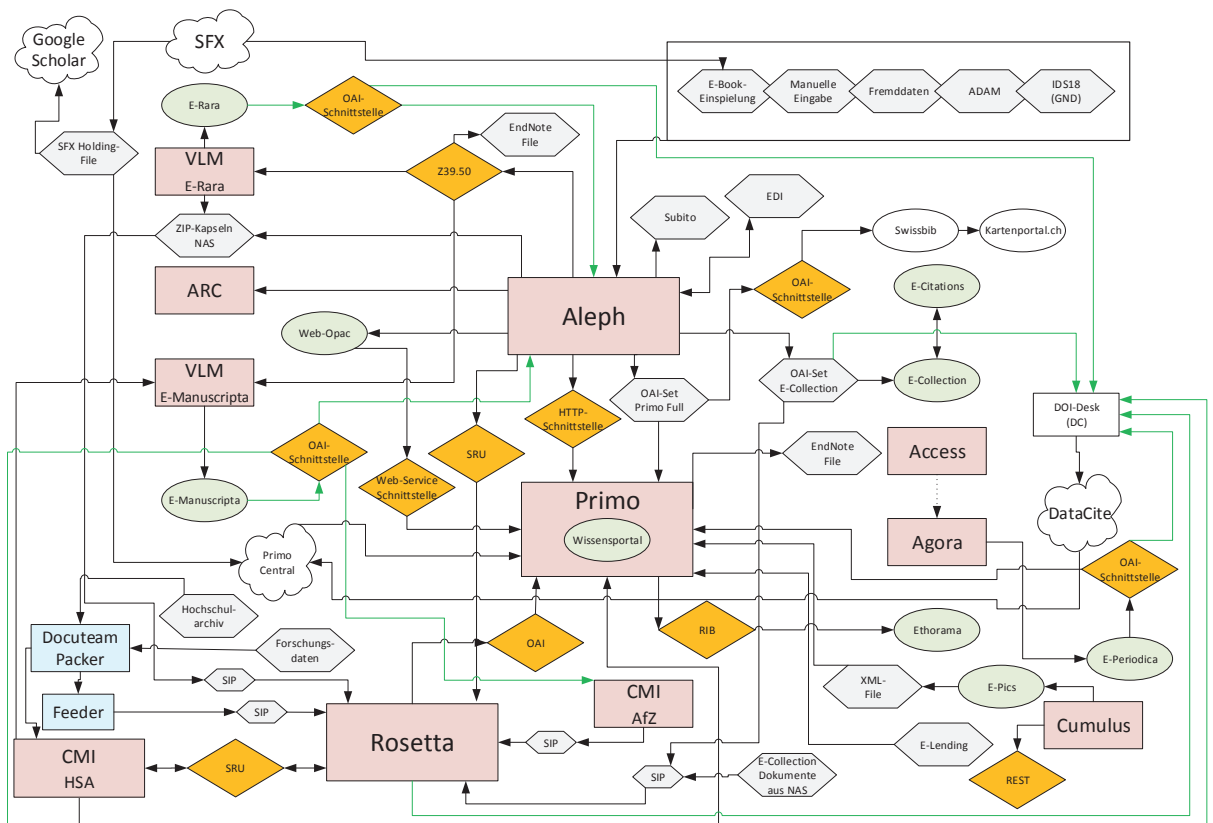 Google
Scholar
SFX
E-Rara
OAI-
Schnittstelle
E-Book-
Einspielung
Manuelle
Eingabe
Fremddaten
ADAM
IDS18
(GND)
SFX Holding-
File
VLM
E-Rara
EndNote
File
Z39.50
ZIP-Kapseln
NAS
Subito
EDI
Swissbib
Kartenportal.ch
ARC
Aleph
OAI-
Schnittstelle
E-Citations
Web-Opac
VLM
E-Manuscripta
OAI-Set
Primo Full
OAI-Set
E-Collection
E-Collection
HTTP-
Schnittstelle
DOI-Desk
(DC)
OAI-
Schnittstelle
SRU
EndNote
File
Access
Web-Service
Schnittstelle
E-Manuscripta
Primo
Wissensportal
DataCite
Agora
Primo
Central
OAI-
Schnittstelle
Hochschul-
archiv
Docuteam
Packer
Forschungs-
daten
OAI
RIB
Ethorama
E-Periodica
SIP
XML-
File
E-Pics
CMI
AfZ
Feeder
SIP
Rosetta
SIP
Cumulus
E-Lending
CMI
HSA
SRU
SIP
E-Collection
Dokumente
aus NAS
REST